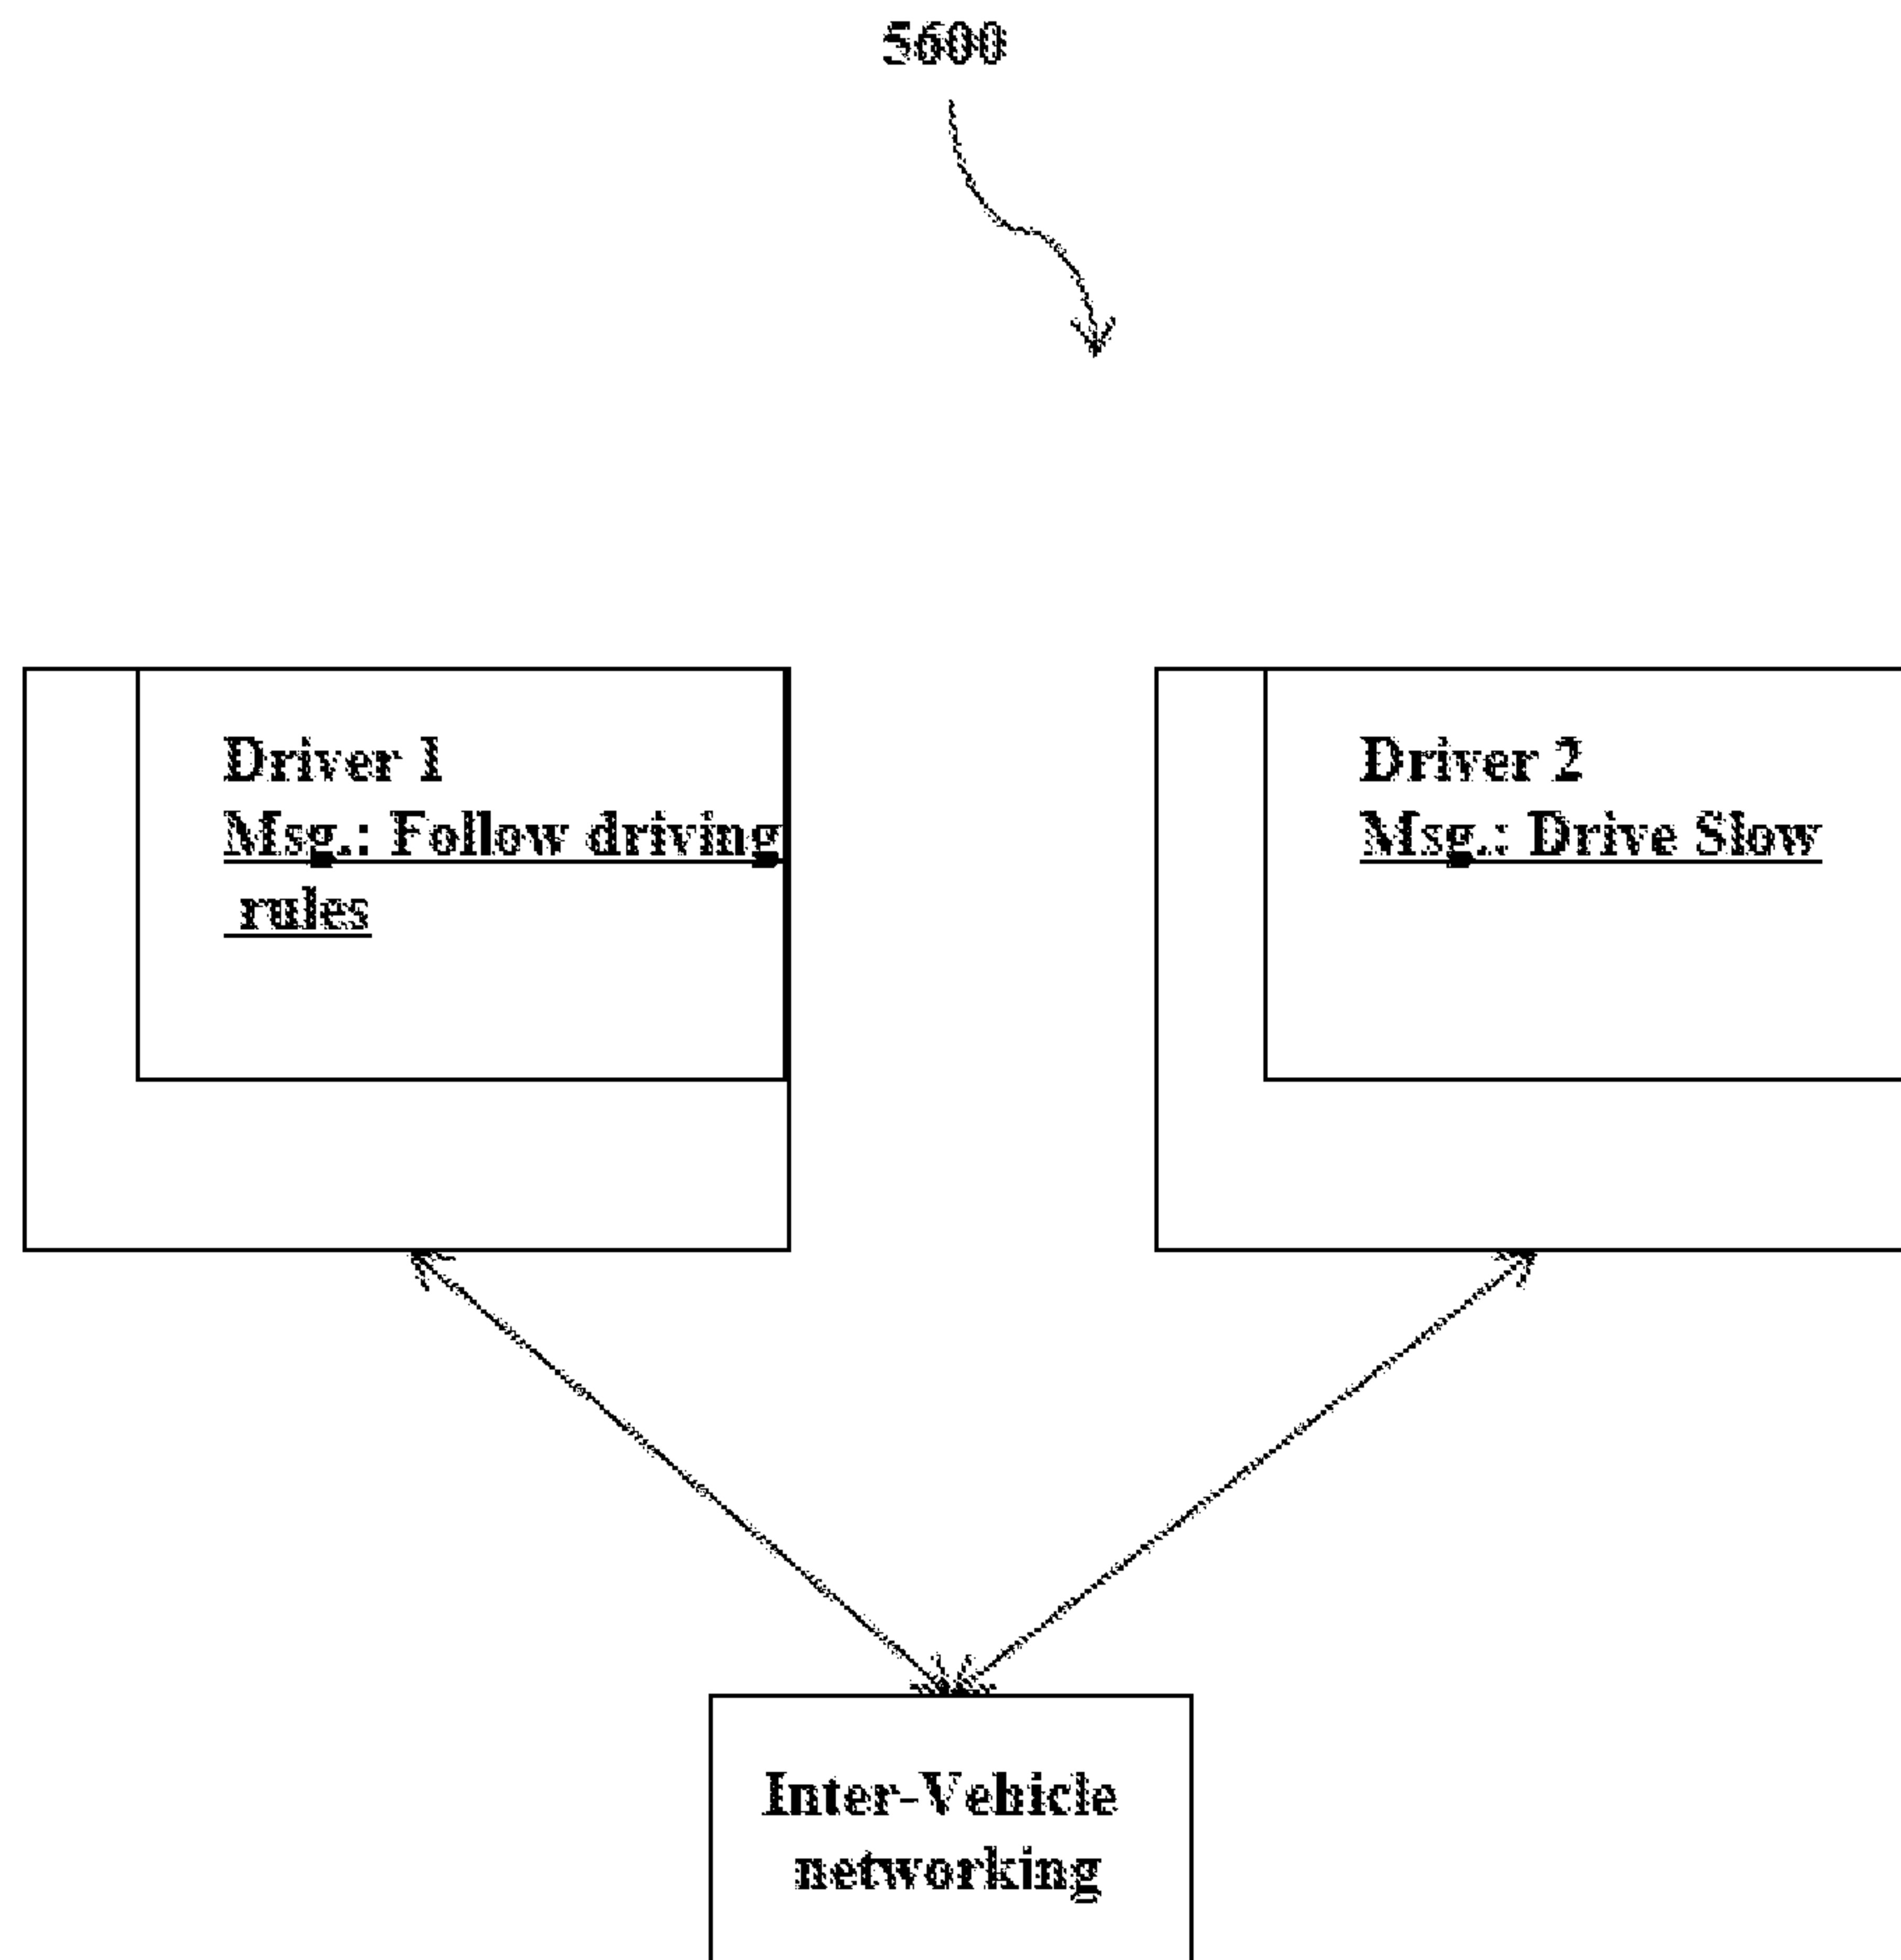 5600
Driver 1
Msg.: Follow driving
rules
Driver 2
Msg.: Drive Slow
Inter-Vehicle
networking